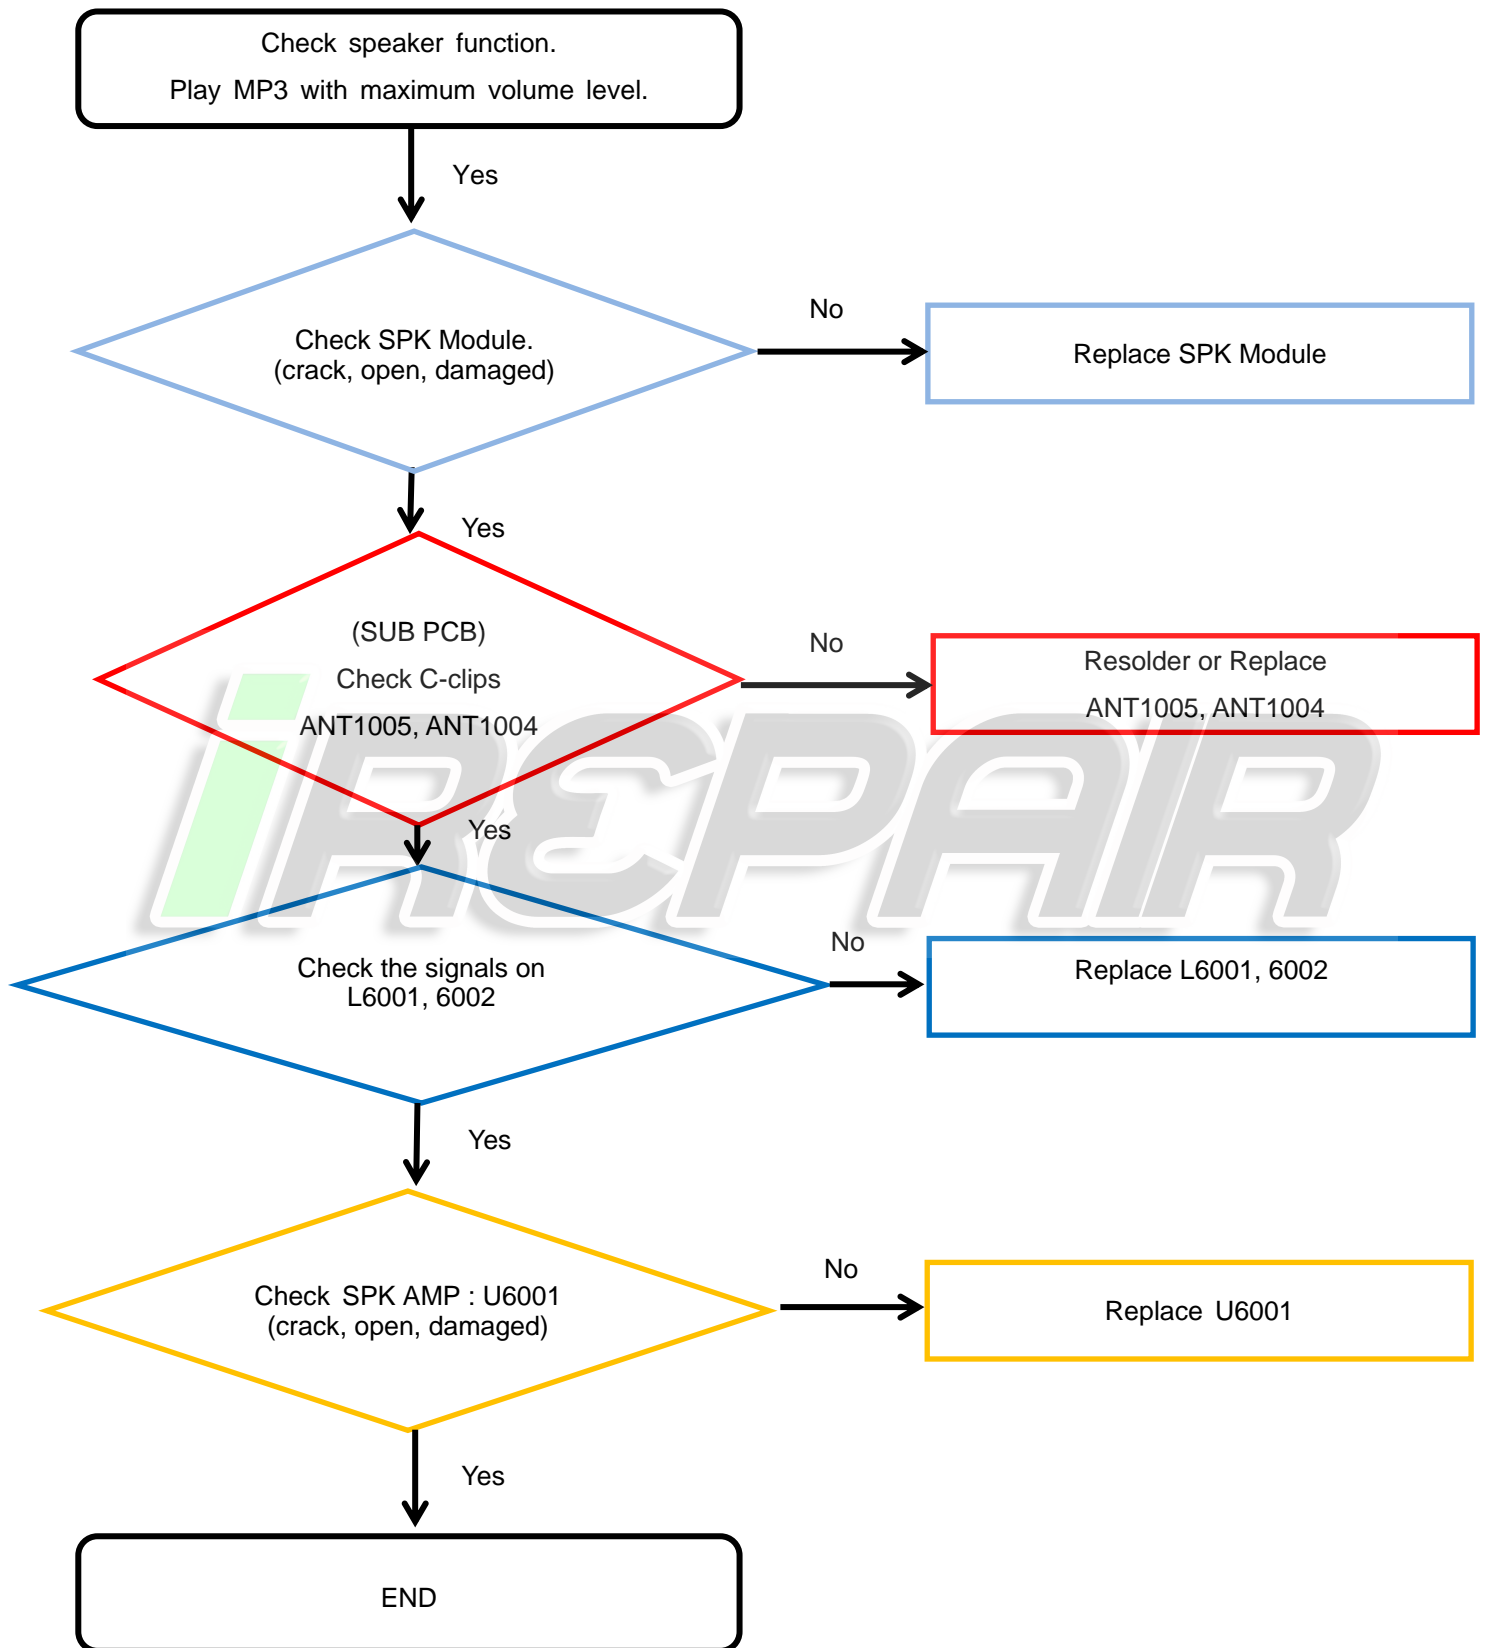 Check speaker function.
Play MP3 with maximum volume level.
Yes
Check SPK Module.
(crack, open, damaged)
No
Replace SPK Module
Yes
(SUB PCB)
Check C-clips
ANT1005, ANT1004
No
Resolder or Replace
ANT1005, ANT1004
iREPAIR
Yes
Check the signals on
L6001, 6002
No
Replace L6001, 6002
Yes
Check SPK AMP : U6001
(crack, open, damaged)
No
Replace U6001
Yes
END